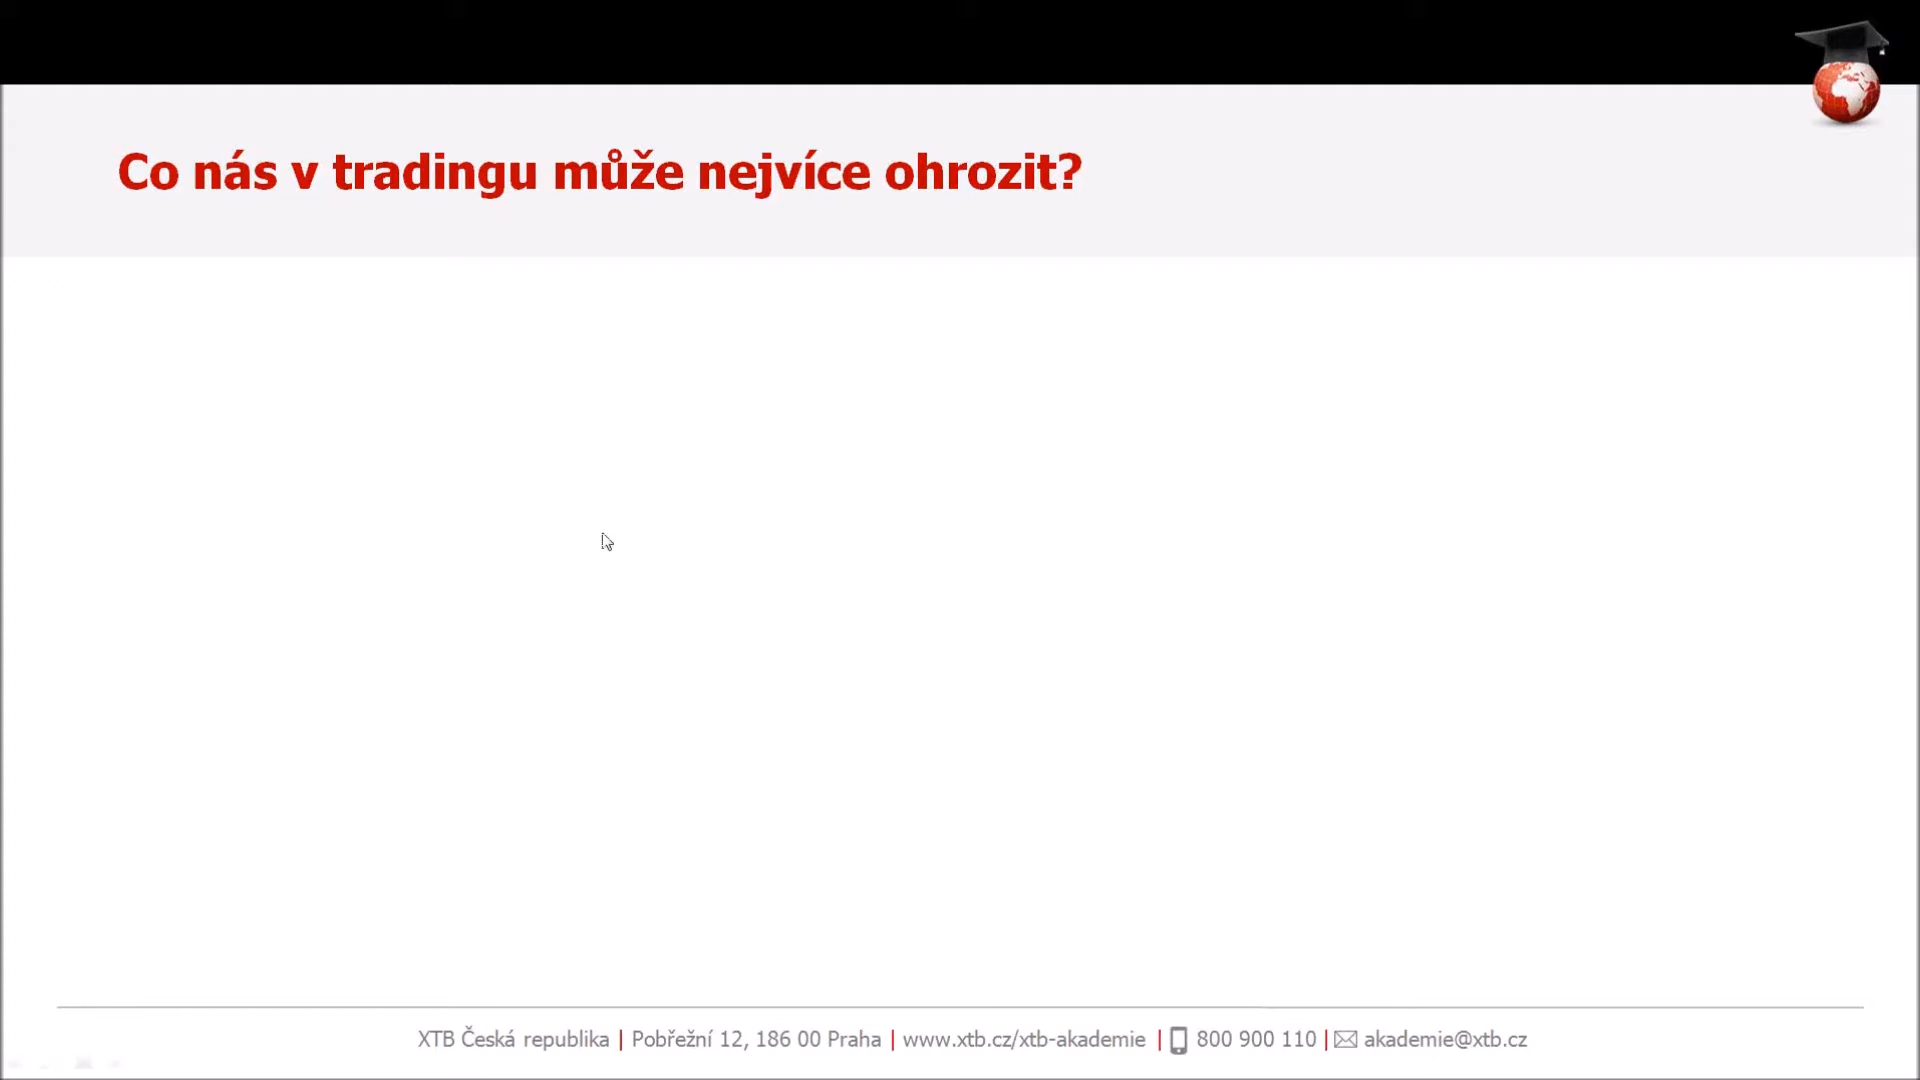 Co nás v tradingu může nejvíce ohrozit?
XTB Česká republika | Pobřežní 12, 186 00 Praha | www.xtb.cz/xtb-akademie | 800 900 110 | akademie@xtb.cz